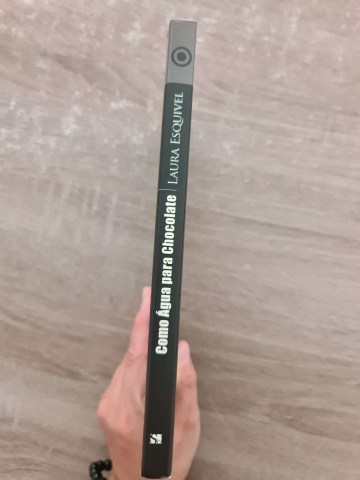 Como Água para Chocolate
LAURA ESQUIVEL